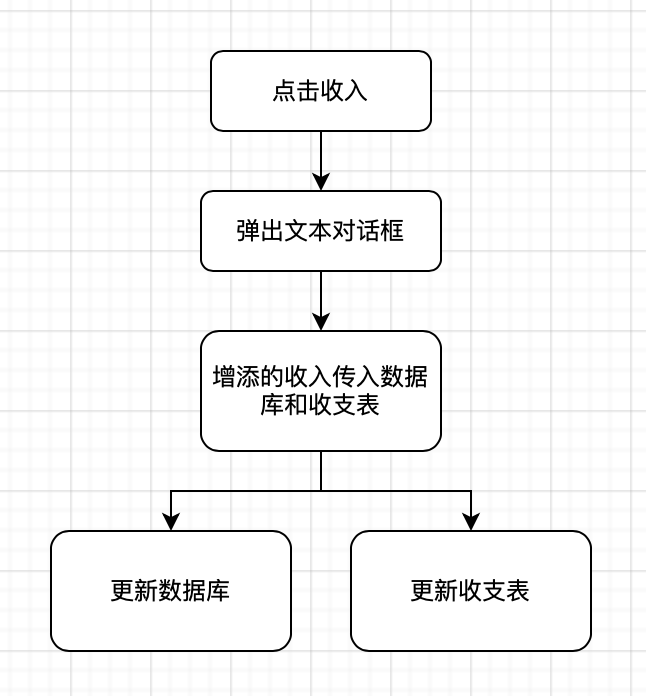 点击收入
弹出文本对话框
增添的收入传入数据
库和收支表
更新数据库
更新收支表